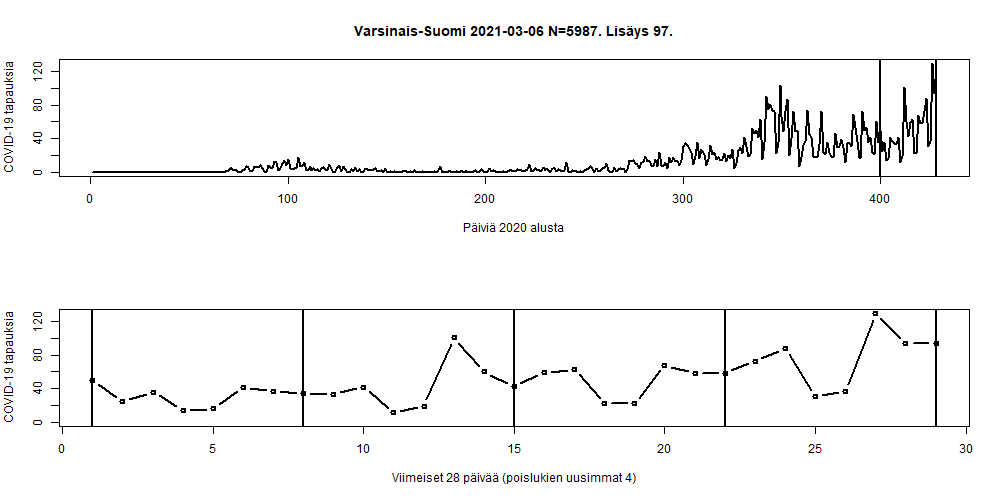 Varsinais-Suomi 2021-03-06 N=5987. Lisäys 97.
COVID-19 tapauksia
0 40 80 120
0 100 200 300 400
Päiviä 2020 alusta
COVID-19 tapauksia
0 40 80 120
0 5 10 15 20 25 30
Viimeiset 28 päivää (poislukien uusimmat 4)